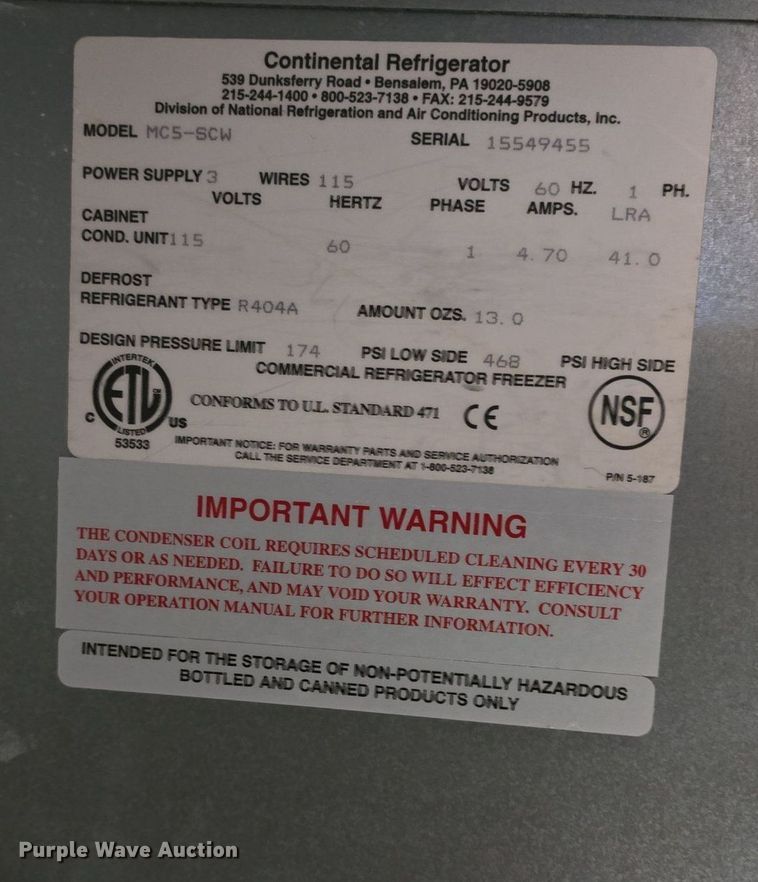 Continental Refrigerator
539 Dunksferry Road • Bensalem, PA 19020-5908
215-244-1400 • 800-523-7138 • FAX: 215-244-9579
Division of National Refrigeration and Air Conditioning Products, Inc.
MODEL MC5-SCW SERIAL 15549455
POWER SUPPLY 3 WIRES 115 VOLTS 60 HZ. 1 PH.
VOLTS HERTZ PHASE AMPS. LRA
CABINET
COND. UNIT 115 60 1 4.70 41.0
DEFROST
REFRIGERANT TYPE R404A AMOUNT OZS. 13.0
DESIGN PRESSURE LIMIT 174 PSI LOW SIDE 468 PSI HIGH SIDE
COMMERCIAL REFRIGERATOR FREEZER
INTERTEK
ETL
LISTED
C US
53533
CONFORMS TO U.L. STANDARD 471 CE
NSF®
IMPORTANT NOTICE: FOR WARRANTY PARTS AND SERVICE AUTHORIZATION
CALL THE SERVICE DEPARTMENT AT 1-800-523-7138
P/N 5-187
IMPORTANT WARNING
THE CONDENSER COIL REQUIRES SCHEDULED CLEANING EVERY 30
DAYS OR AS NEEDED. FAILURE TO DO SO WILL EFFECT EFFICIENCY
AND PERFORMANCE, AND MAY VOID YOUR WARRANTY. CONSULT
YOUR OPERATION MANUAL FOR FURTHER INFORMATION.
INTENDED FOR THE STORAGE OF NON-POTENTIALLY HAZARDOUS
BOTTLED AND CANNED PRODUCTS ONLY
Purple Wave Auction